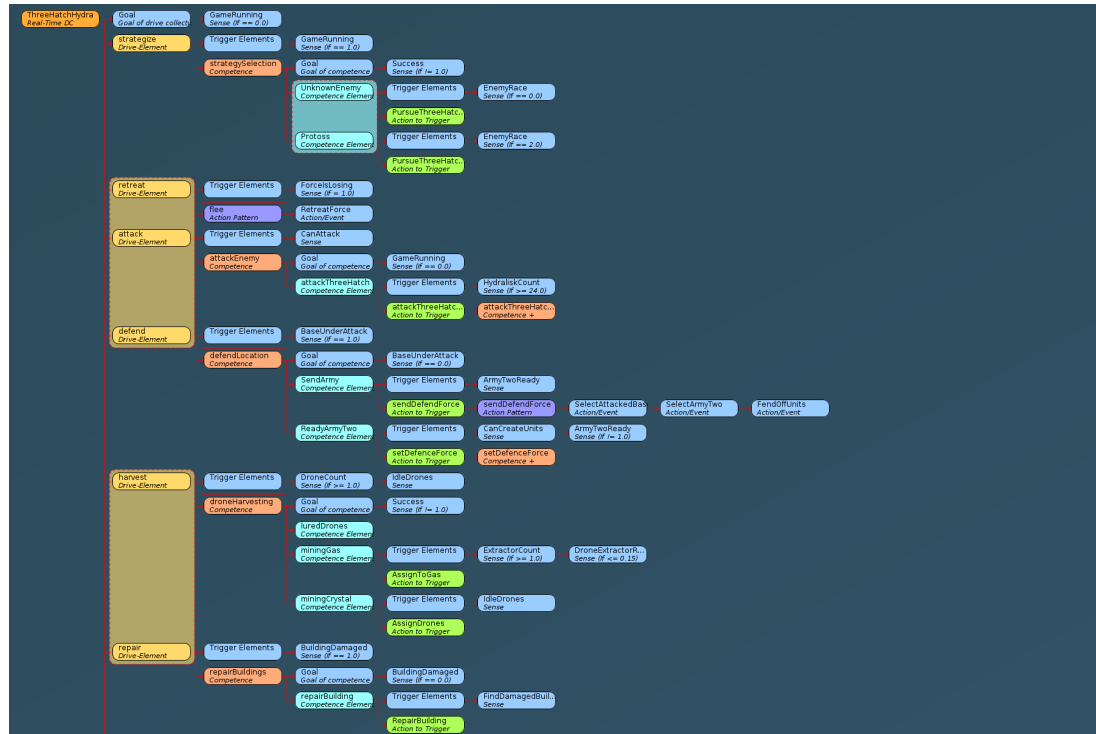 ThreeHatchHydra
Real-Time DC
Goal
Goal of drive collectio
GameRunning
Sense (If == 0.0)
strategize
Drive-Element
Trigger Elements
GameRunning
Sense (If == 1.0)
strategySelection
Competence
Goal
Goal of competence
Success
Sense (If != 1.0)
UnknownEnemy
Competence Element
Trigger Elements
EnemyRace
Sense (If == 0.0)
PursueThreeHatc...
Action to Trigger
Protoss
Competence Element
Trigger Elements
EnemyRace
Sense (If == 2.0)
PursueThreeHatc...
Action to Trigger
retreat
Drive-Element
Trigger Elements
ForceIsLosing
Sense (If = 1.0)
flee
Action Pattern
RetreatForce
Action/Event
attack
Drive-Element
Trigger Elements
CanAttack
Sense
attackEnemy
Competence
Goal
Goal of competence
GameRunning
Sense (If == 0.0)
attackThreeHatch
Competence Element
Trigger Elements
HydraliskCount
Sense (If >= 24.0)
attackThreeHatc...
Action to Trigger
attackThreeHatc...
Competence +
defend
Drive-Element
Trigger Elements
BaseUnderAttack
Sense (If == 1.0)
defendLocation
Competence
Goal
Goal of competence
BaseUnderAttack
Sense (If == 0.0)
SendArmy
Competence Element
Trigger Elements
ArmyTwoReady
Sense
sendDefendForce
Action to Trigger
sendDefendForce
Action Pattern
SelectAttackedBas
Action/Event
SelectArmyTwo
Action/Event
FendOffUnits
Action/Event
ReadyArmyTwo
Competence Element
Trigger Elements
CanCreateUnits
Sense
ArmyTwoReady
Sense (If != 1.0)
setDefenceForce
Action to Trigger
setDefenceForce
Competence +
harvest
Drive-Element
Trigger Elements
DroneCount
Sense (If >= 1.0)
IdleDrones
Sense
droneHarvesting
Competence
Goal
Goal of competence
Success
Sense (If != 1.0)
luredDrones
Competence Element
miningGas
Competence Element
Trigger Elements
ExtractorCount
Sense (If >= 1.0)
DroneExtractorR...
Sense (If <= 0.15)
AssignToGas
Action to Trigger
miningCrystal
Competence Element
Trigger Elements
IdleDrones
Sense
AssignDrones
Action to Trigger
repair
Drive-Element
Trigger Elements
BuildingDamaged
Sense (If == 1.0)
repairBuildings
Competence
Goal
Goal of competence
BuildingDamaged
Sense (If == 0.0)
repairBuilding
Competence Element
Trigger Elements
FindDamagedBuil...
Sense
RepairBuilding
Action to Trigger